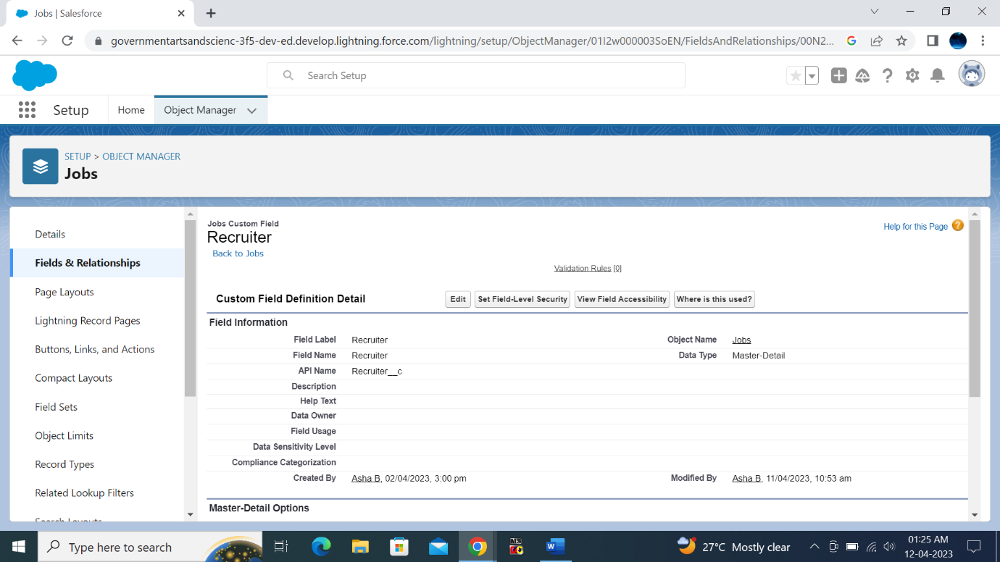 Jobs | Salesforce
governmentartsandscienc-3f5-dev-ed.develop.lightning.force.com/lightning/setup/ObjectManager/01I2w000003SoEN/FieldsAndRelationships/00N2...
Search Setup
Setup
Home
Object Manager
SETUP > OBJECT MANAGER
Jobs
Details
Fields & Relationships
Page Layouts
Lightning Record Pages
Buttons, Links, and Actions
Compact Layouts
Field Sets
Object Limits
Record Types
Related Lookup Filters
Search Layouts
Jobs Custom Field
Recruiter
Back to Jobs
Help for this Page
Validation Rules [0]
Custom Field Definition Detail
Edit
Set Field-Level Security
View Field Accessibility
Where is this used?
Field Information
Field Label Recruiter Object Name Jobs
Field Name Recruiter Data Type Master-Detail
API Name Recruiter__c
Description
Help Text
Data Owner
Field Usage
Data Sensitivity Level
Compliance Categorization
Created By Asha B, 02/04/2023, 3:00 pm Modified By Asha B, 11/04/2023, 10:53 am
Master-Detail Options
Type here to search
27°C Mostly clear
01:25 AM
12-04-2023